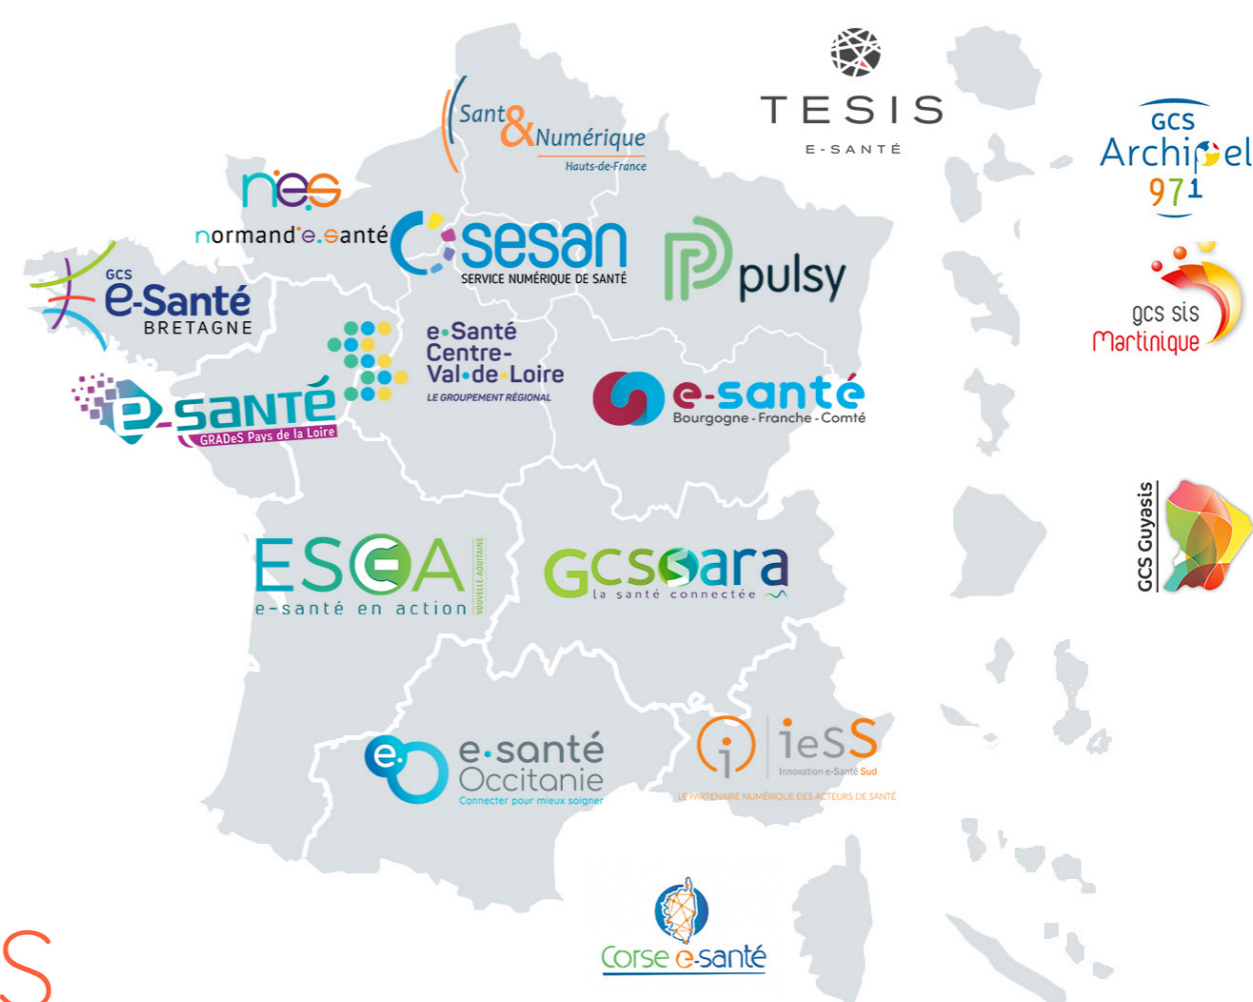 TESIS
E-SANTÉ
GCS
Archipel
971
Sant&Numérique
Hauts-de-France
nes
normand'e.santé
sesan
SERVICE NUMÉRIQUE DE SANTÉ
pulsy
GCS
e-Santé
BRETAGNE
gcs sis
Martinique
e•Santé
Centre-
Val•de•Loire
LE GROUPEMENT RÉGIONAL
e-santé
GRADeS Pays de la Loire
e-santé
Bourgogne - Franche - Comté
GCS Guyasis
ESEA
e-santé en action
NOUVELLE-AQUITAINE
GCSsara
la santé connectée
e.
e•santé
Occitanie
Connecter pour mieux soigner
i
ieSS
Innovation e-Santé Sud
LE PARTENAIRE NUMÉRIQUE DES ACTEURS DE SANTÉ
Corse e-santé
S